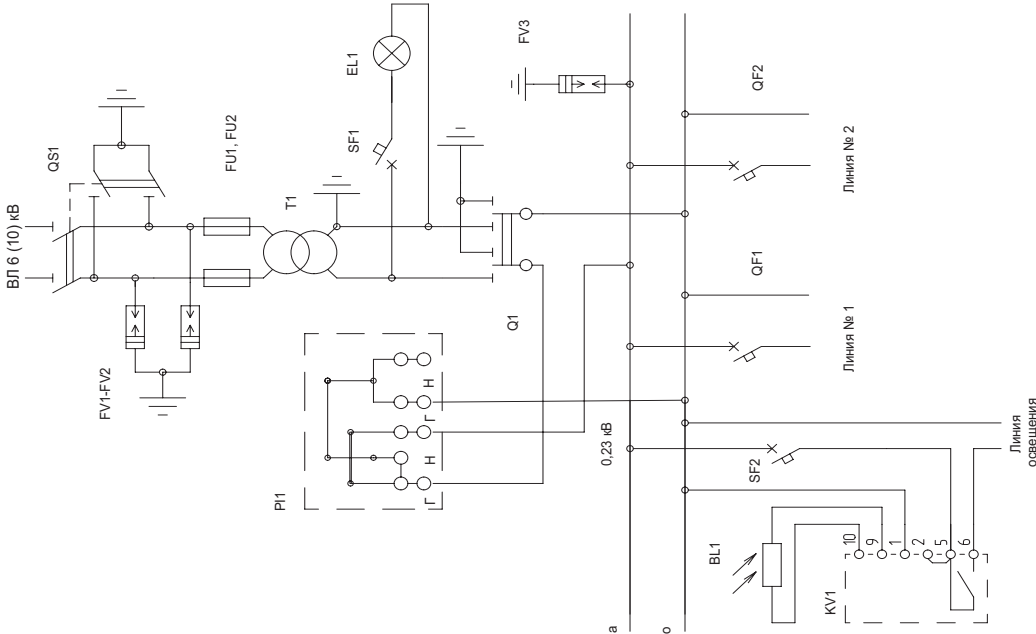 ВЛ 6 (10) кВ
QS1
FV1-FV2
FU1, FU2
T1
EL1
SF1
FV3
PI1
Г
Н
Г
Н
Q1
0,23 кВ
а
о
QF1
QF2
Линия № 1
Линия № 2
SF2
Линия
освещения
BL1
KV1
10
9
1
2
5
6